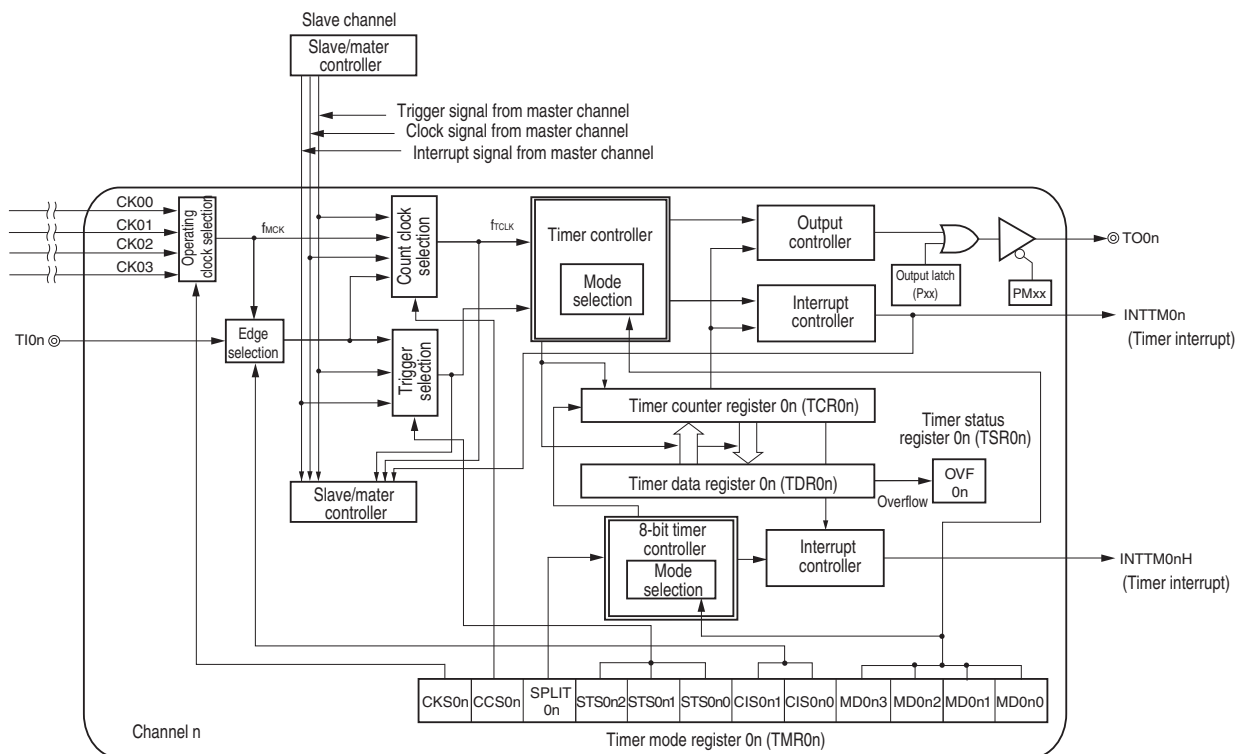 Slave channel
Slave/mater
controller
Trigger signal from master channel
Clock signal from master channel
Interrupt signal from master channel
CK00
CK01
CK02
CK03
Operating
clock selection
fMCK
Count clock
selection
fTCLK
Timer controller
Mode
selection
Output
controller
Output latch
(Pxx)
PMxx
TO0n
Interrupt
controller
INTTM0n
(Timer interrupt)
TI0n
Edge
selection
Trigger
selection
Timer counter register 0n (TCR0n)
Timer status
register 0n (TSR0n)
Slave/mater
controller
Timer data register 0n (TDR0n)
Overflow
OVF
0n
8-bit timer
controller
Mode
selection
Interrupt
controller
INTTM0nH
(Timer interrupt)
CKS0n
CCS0n
SPLIT
0n
STS0n2
STS0n1
STS0n0
CIS0n1
CIS0n0
MD0n3
MD0n2
MD0n1
MD0n0
Channel n
Timer mode register 0n (TMR0n)